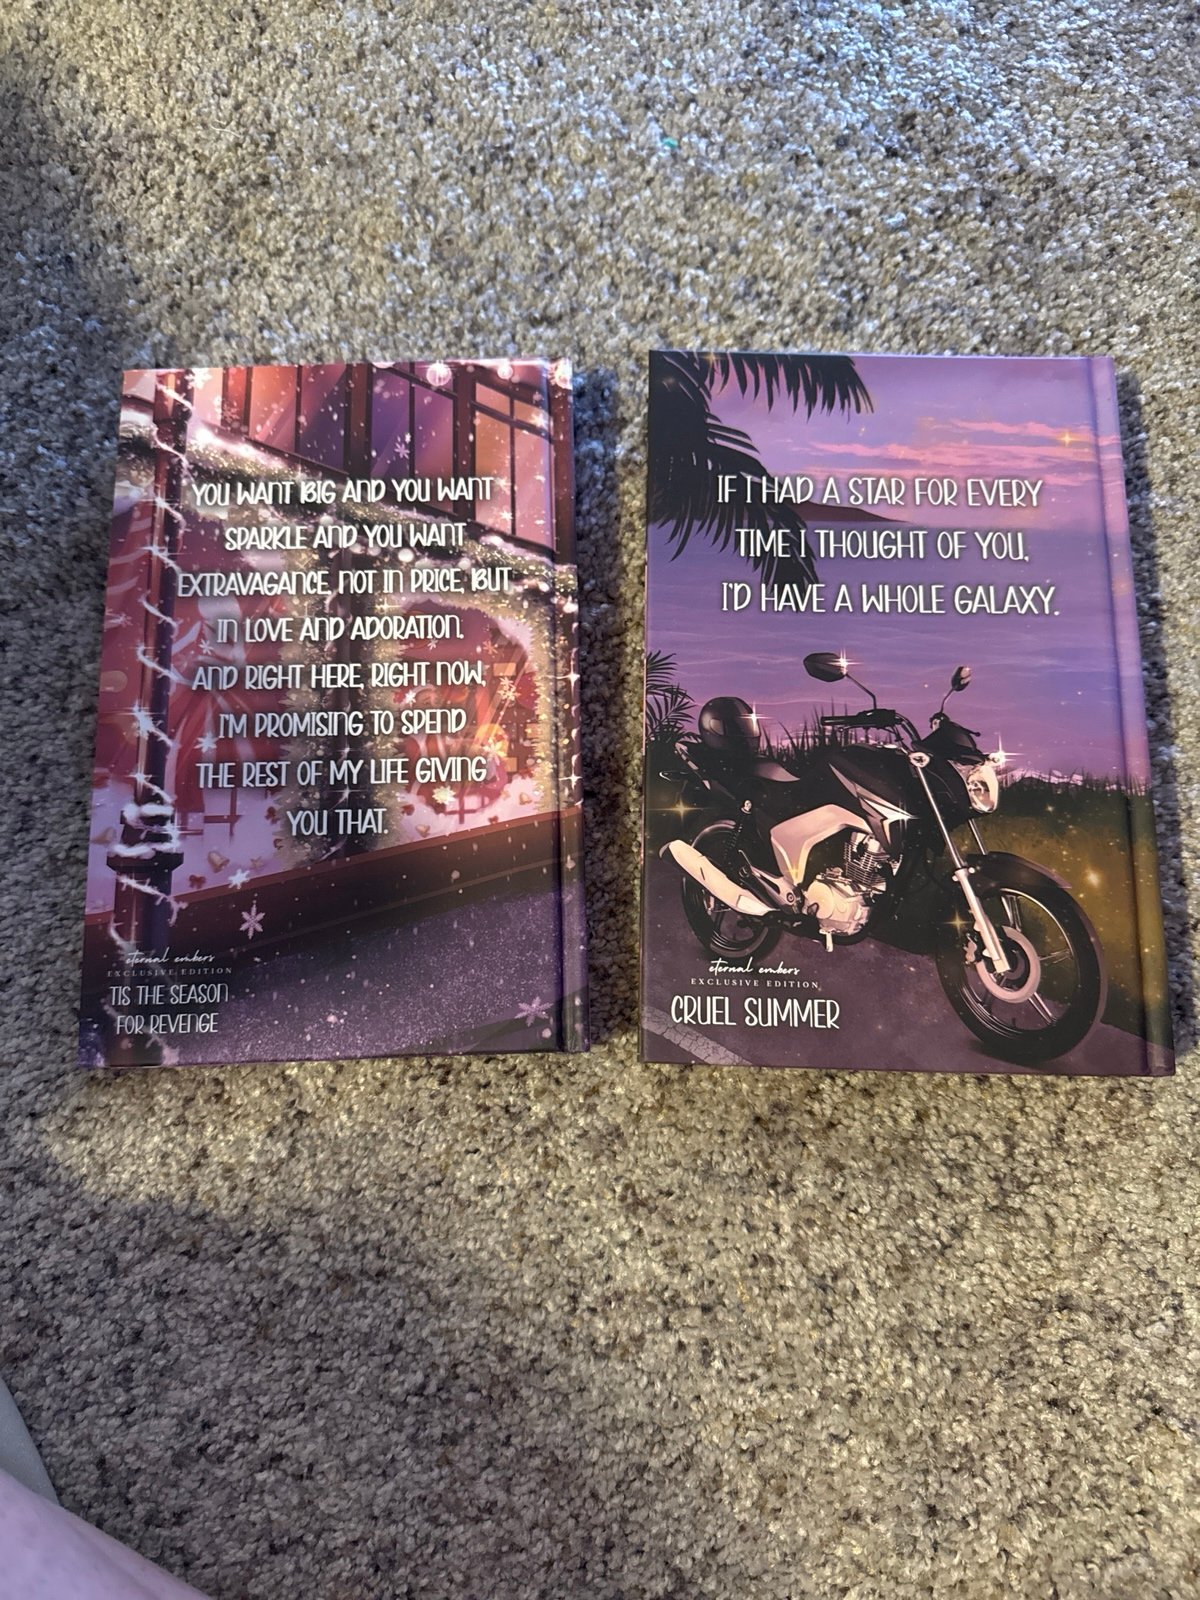 YOU WANT BIG AND YOU WANT
SPARKLE AND YOU WANT
EXTRAVAGANCE, NOT IN PRICE, BUT
IN LOVE AND ADORATION.
AND RIGHT HERE, RIGHT NOW,
I'M PROMISING TO SPEND
THE REST OF MY LIFE GIVING
YOU THAT.
eternal embers
EXCLUSIVE EDITION
TIS THE SEASON
FOR REVENGE
IF I HAD A STAR FOR EVERY
TIME I THOUGHT OF YOU,
I'D HAVE A WHOLE GALAXY.
eternal embers
EXCLUSIVE EDITION
CRUEL SUMMER